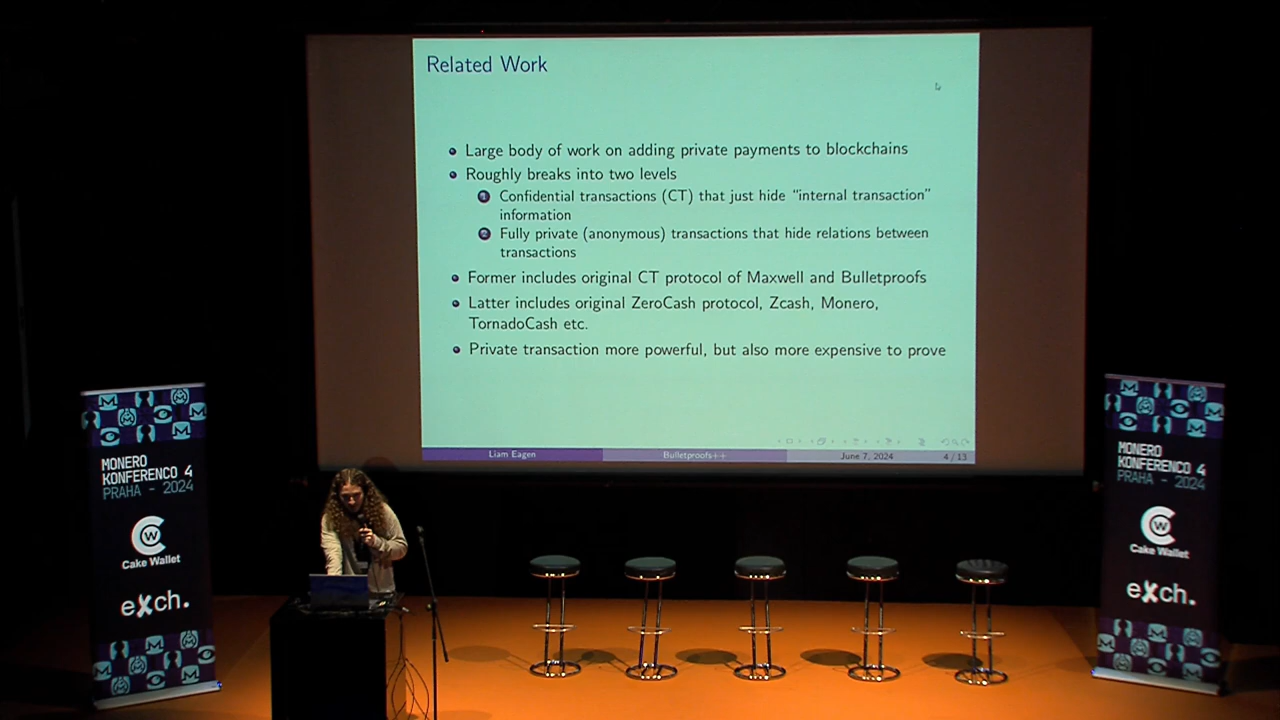 Related Work
Large body of work on adding private payments to blockchains
Roughly breaks into two levels
1 Confidential transactions (CT) that just hide “internal transaction”
information
2 Fully private (anonymous) transactions that hide relations between
transactions
Former includes original CT protocol of Maxwell and Bulletproofs
Latter includes original ZeroCash protocol, Zcash, Monero,
TornadoCash etc.
Private transaction more powerful, but also more expensive to prove
Liam Eagen
Bulletproofs++
June 7, 2024
4 / 13
MONERO
KONFERENCO 4
PRAHA - 2024
CW
Cake Wallet
exch.
MONERO
KONFERENCO 4
PRAHA - 2024
CW
Cake Wallet
exch.